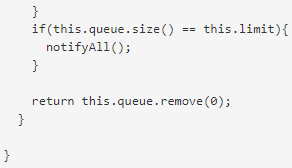 }
    if(this.queue.size() == this.limit){
      notifyAll();
    }

    return this.queue.remove(0);
  }

}